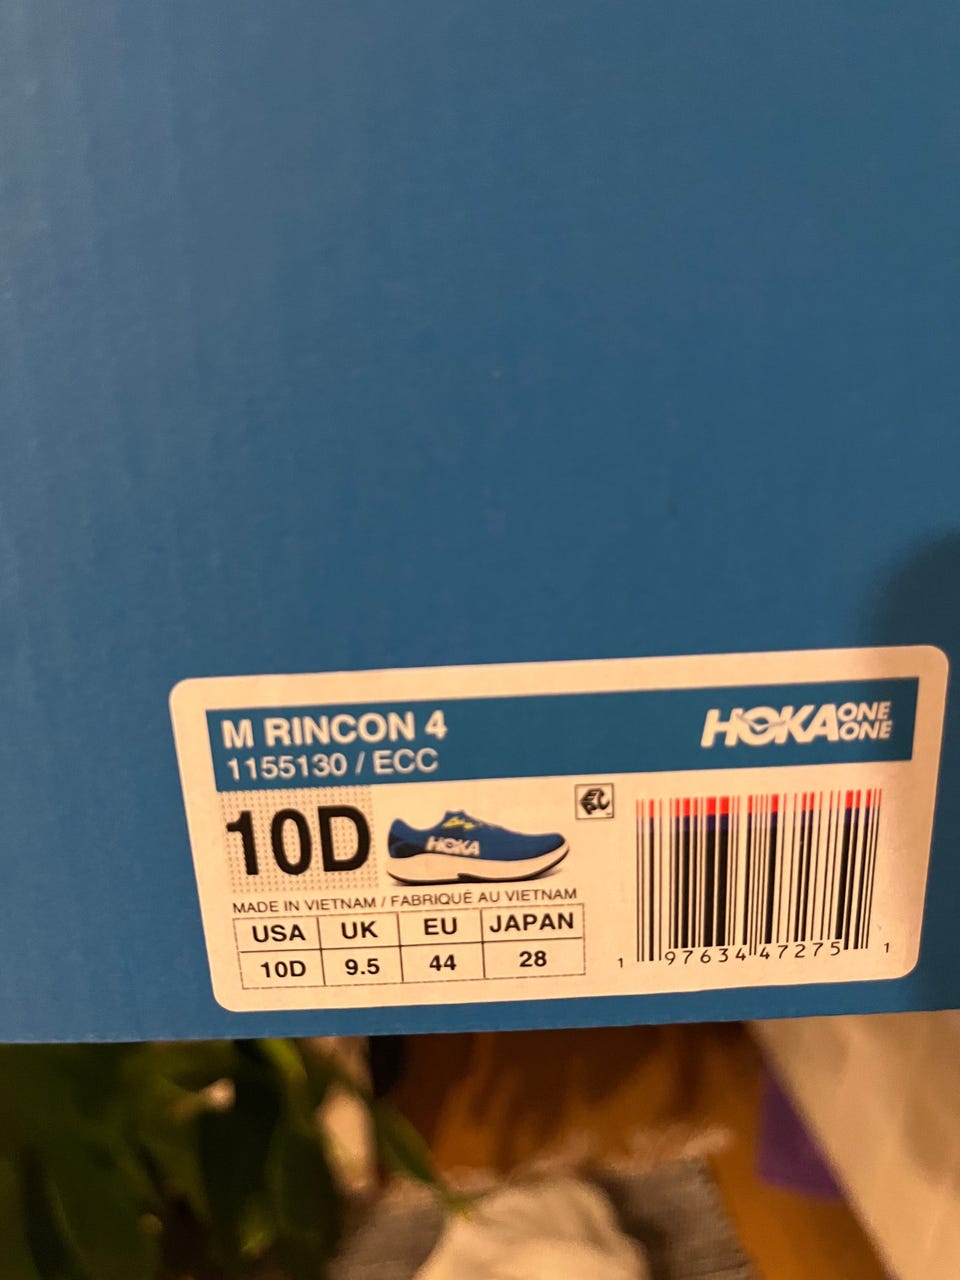 M RINCON 4
1155130 / ECC
HOKA ONE ONE
10D
HOKA
MADE IN VIETNAM / FABRIQUÉ AU VIETNAM
USA UK EU JAPAN
10D 9.5 44 28
1 97634 47275 1